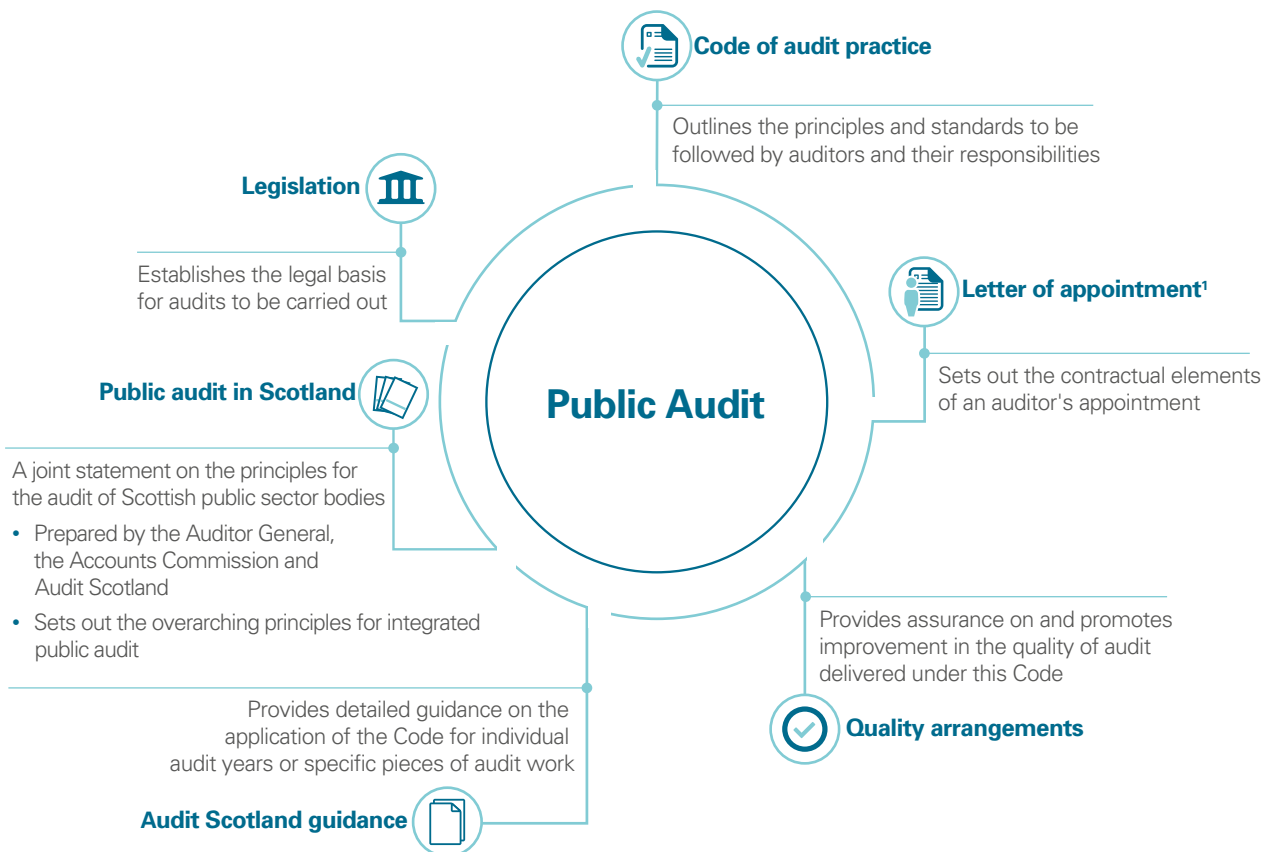 Code of audit practice
Outlines the principles and standards to be
followed by auditors and their responsibilities
Legislation
Establishes the legal basis
for audits to be carried out
Letter of appointment¹
Sets out the contractual elements
of an auditor's appointment
Public Audit
Public audit in Scotland
A joint statement on the principles for
the audit of Scottish public sector bodies
• Prepared by the Auditor General,
the Accounts Commission and
Audit Scotland
• Sets out the overarching principles for integrated
public audit
Provides assurance on and promotes
improvement in the quality of audit
delivered under this Code
Quality arrangements
Provides detailed guidance on the
application of the Code for individual
audit years or specific pieces of audit work
Audit Scotland guidance